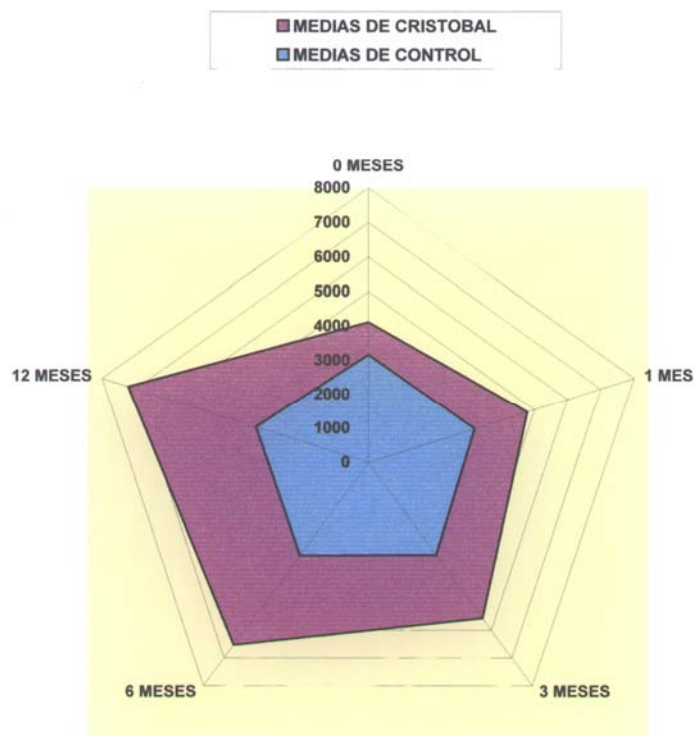 MEDIAS DE CRISTOBAL
MEDIAS DE CONTROL
0 MESES
8000
7000
6000
5000
4000
3000
2000
1000
0
12 MESES
1 MES
6 MESES
3 MESES